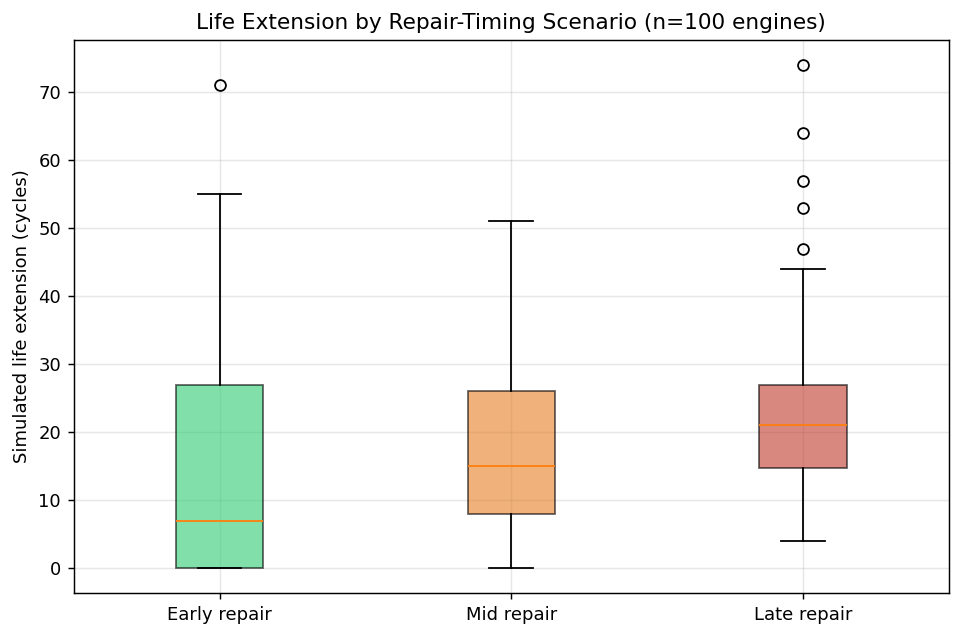 Life Extension by Repair-Timing Scenario (n=100 engines)
Simulated life extension (cycles)
70
60
50
40
30
20
10
0
Early repair
Mid repair
Late repair